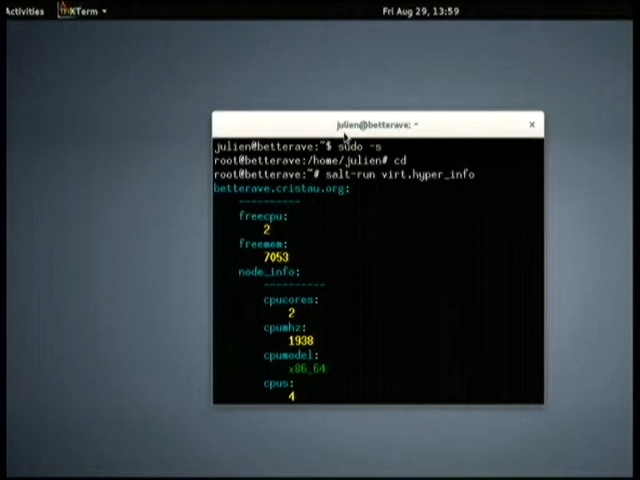 Activities
XTerm
Fri Aug 29, 13:59
julien@betterave: ~
julien@betterave:~$ sudo -s
root@betterave:/home/julien# cd
root@betterave:~# salt-run virt.hyper_info
betterave.cristau.org:
----------
freecpu:
2
freemem:
7053
node_info:
----------
cpucores:
2
cpumhz:
1938
cpumodel:
x86_64
cpus:
4